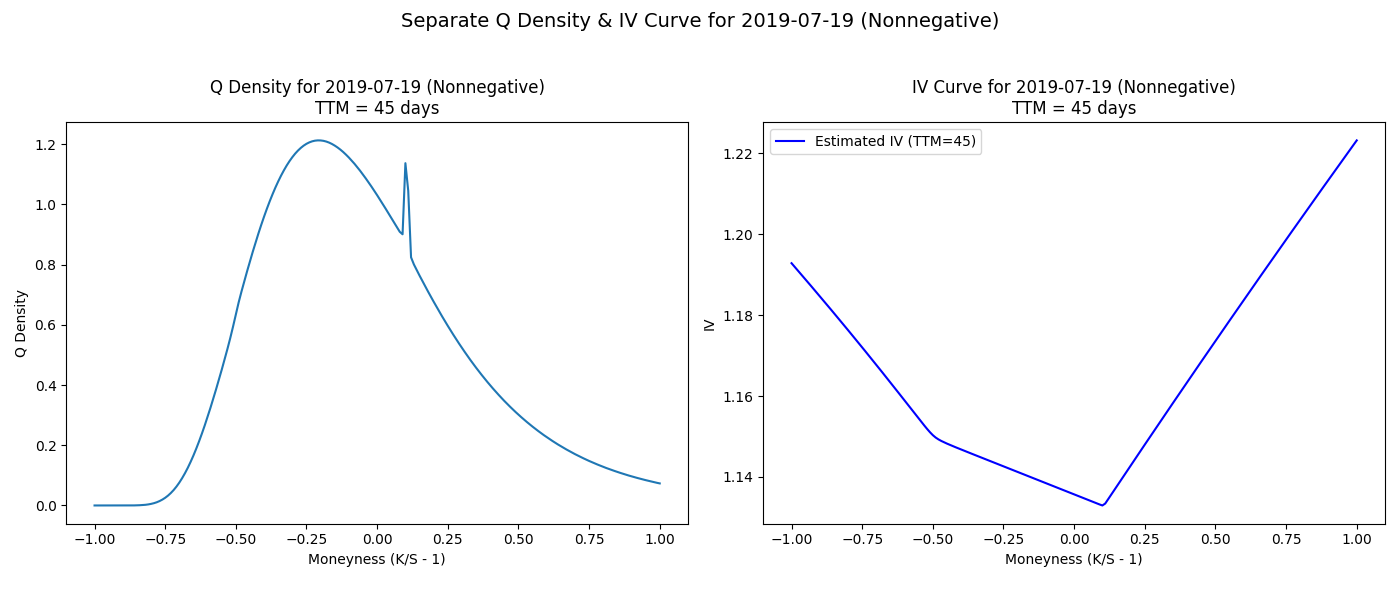 Separate Q Density & IV Curve for 2019-07-19 (Nonnegative)
Q Density for 2019-07-19 (Nonnegative)
TTM = 45 days
1.2
1.0
0.8
0.6
0.4
0.2
0.0
Q Density
−1.00 −0.75 −0.50 −0.25 0.00 0.25 0.50 0.75 1.00
Moneyness (K/S - 1)
IV Curve for 2019-07-19 (Nonnegative)
TTM = 45 days
Estimated IV (TTM=45)
1.22
1.20
1.18
1.16
1.14
IV
−1.00 −0.75 −0.50 −0.25 0.00 0.25 0.50 0.75 1.00
Moneyness (K/S - 1)